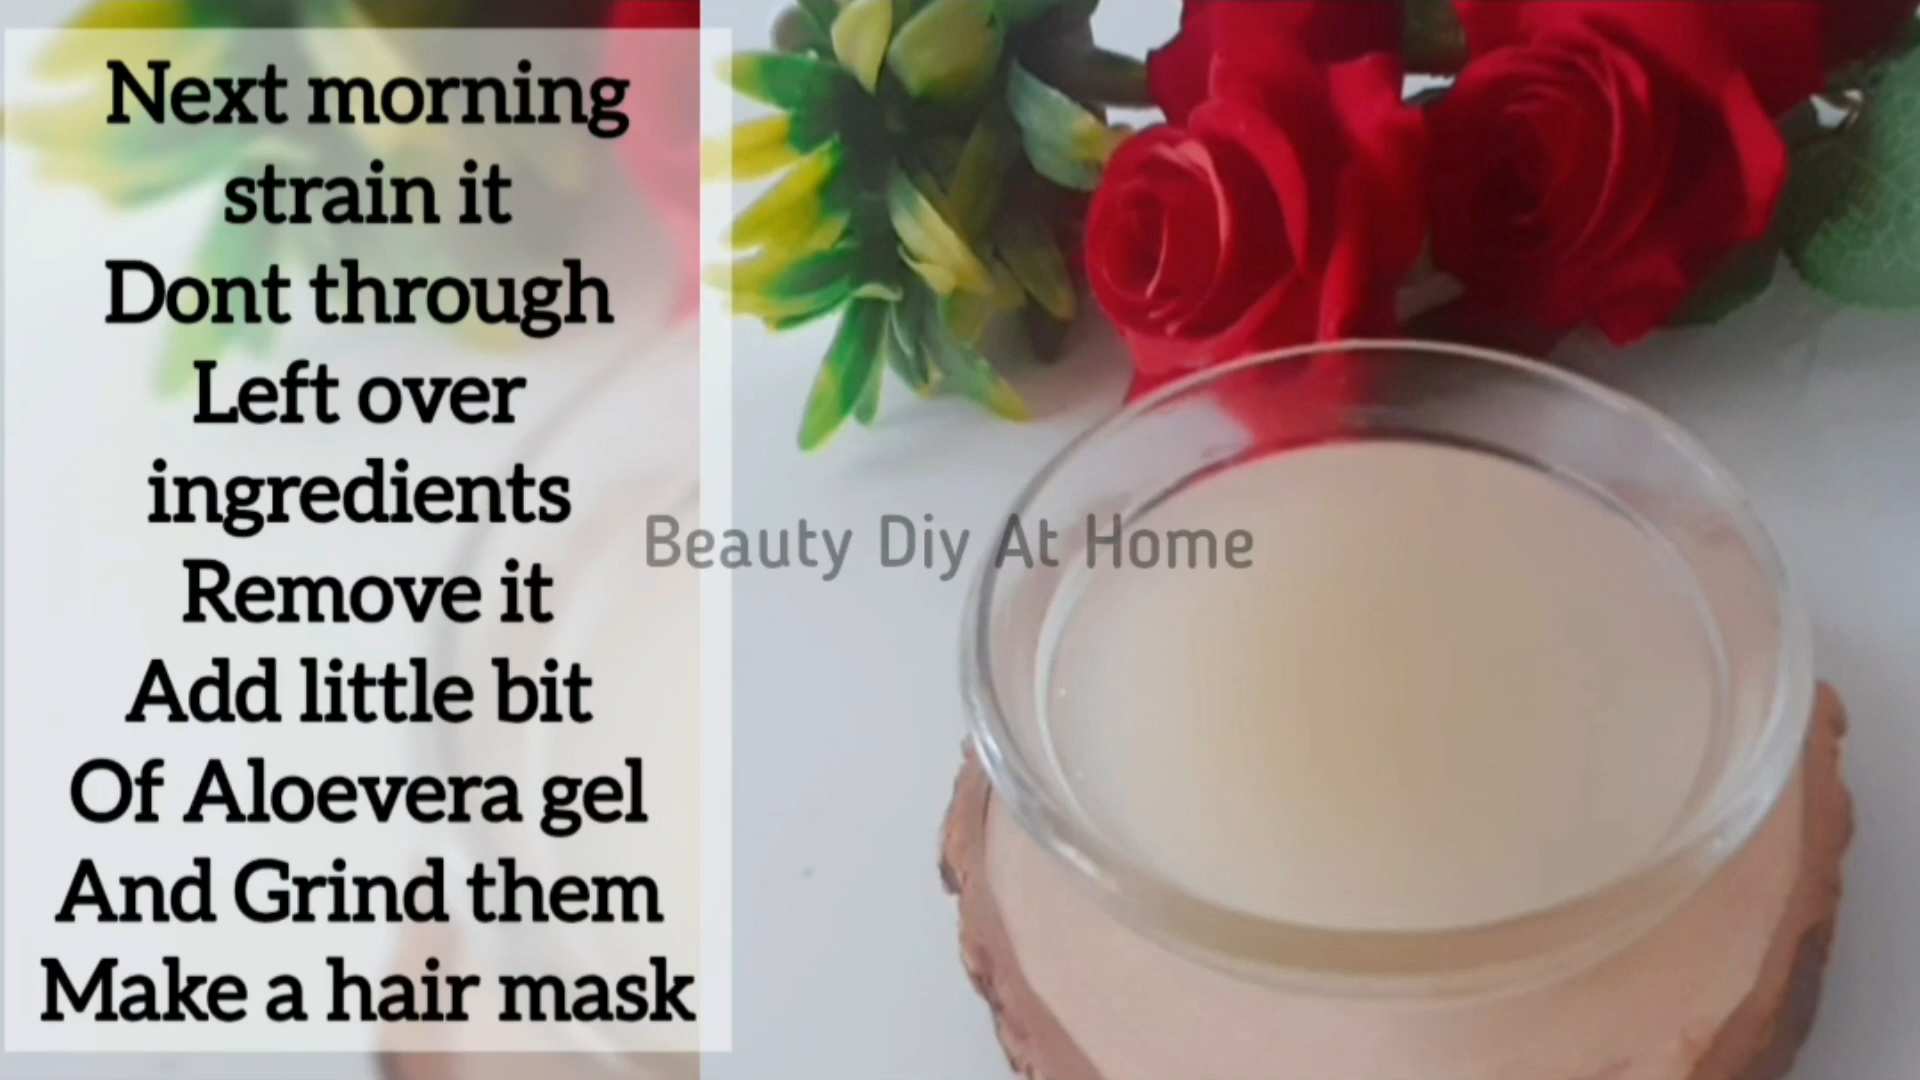 Next morning
strain it
Dont through
Left over
ingredients
Remove it
Add little bit
Of Aloevera gel
And Grind them
Make a hair mask
Beauty Diy At Home